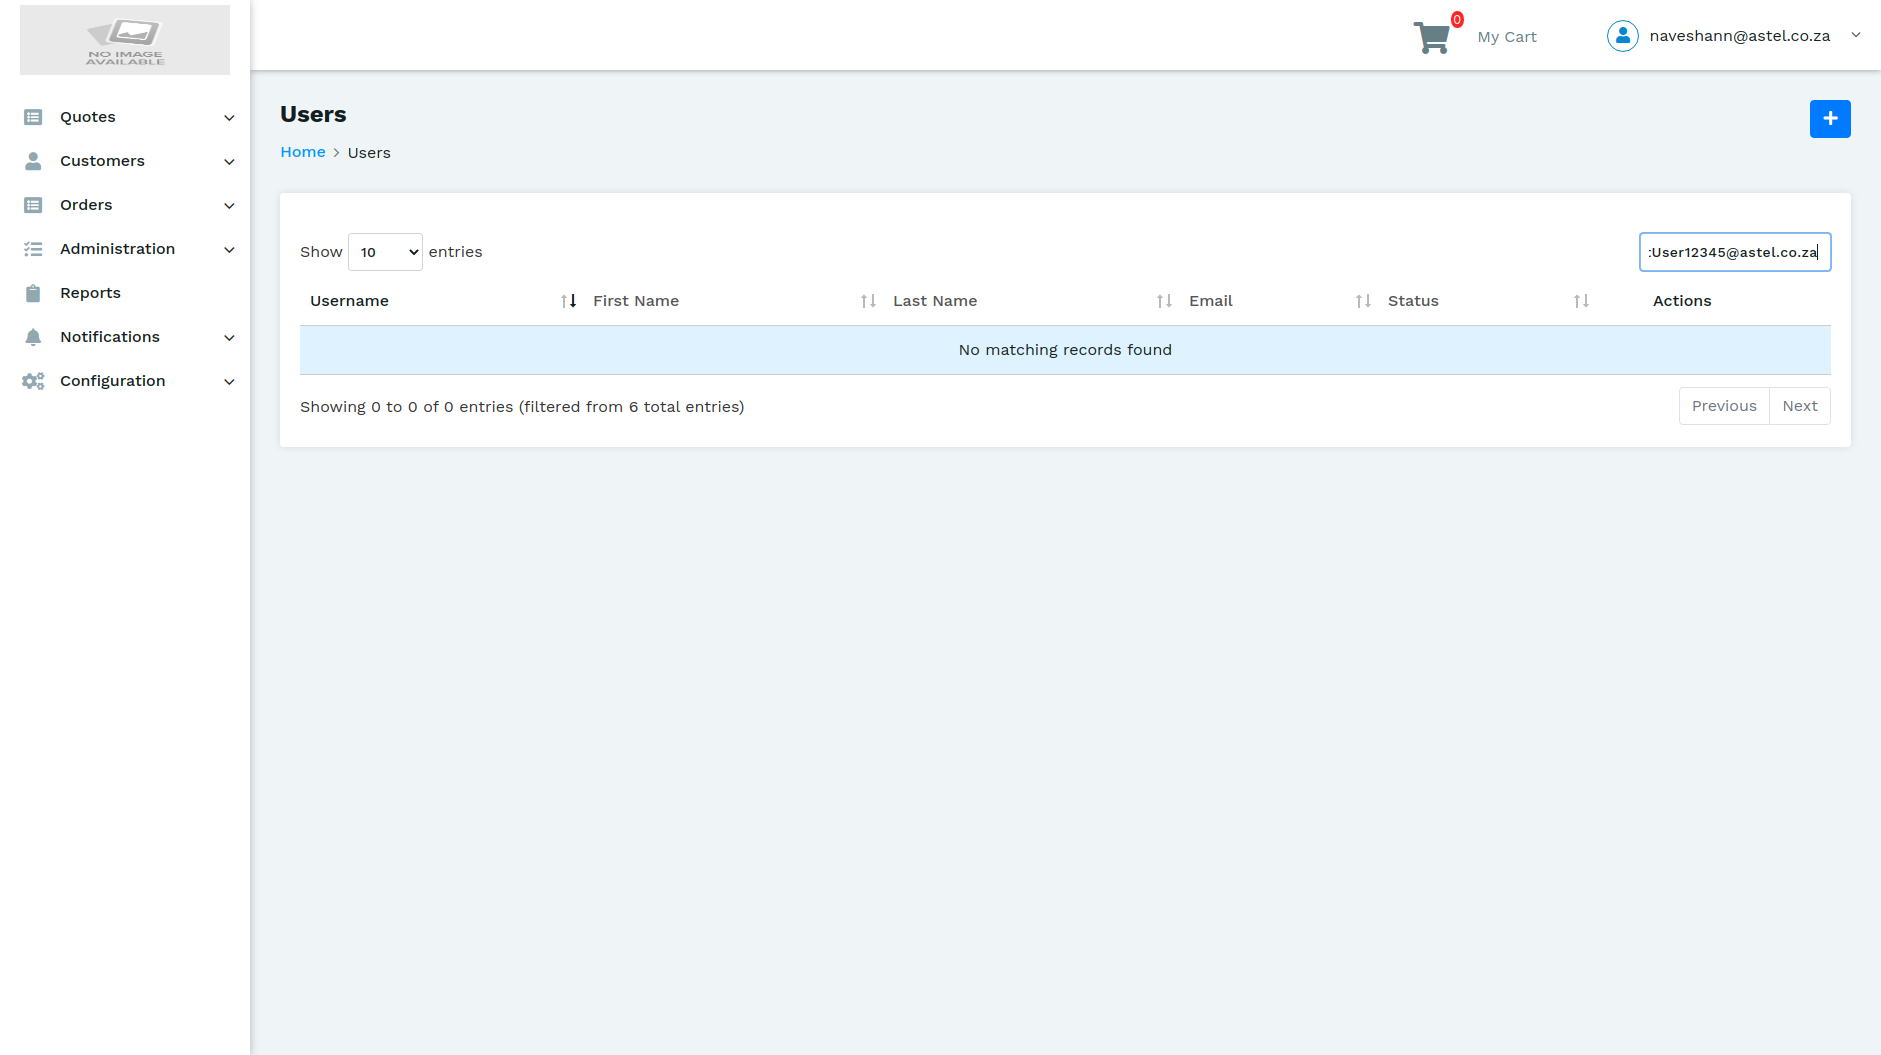 NO IMAGE
AVAILABLE
Quotes
Customers
Orders
Administration
Reports
Notifications
Configuration
0
My Cart
naveshann@astel.co.za
Users
Home > Users
Show 10 entries
:User12345@astel.co.za
Username First Name Last Name Email Status Actions
No matching records found
Showing 0 to 0 of 0 entries (filtered from 6 total entries)
Previous Next